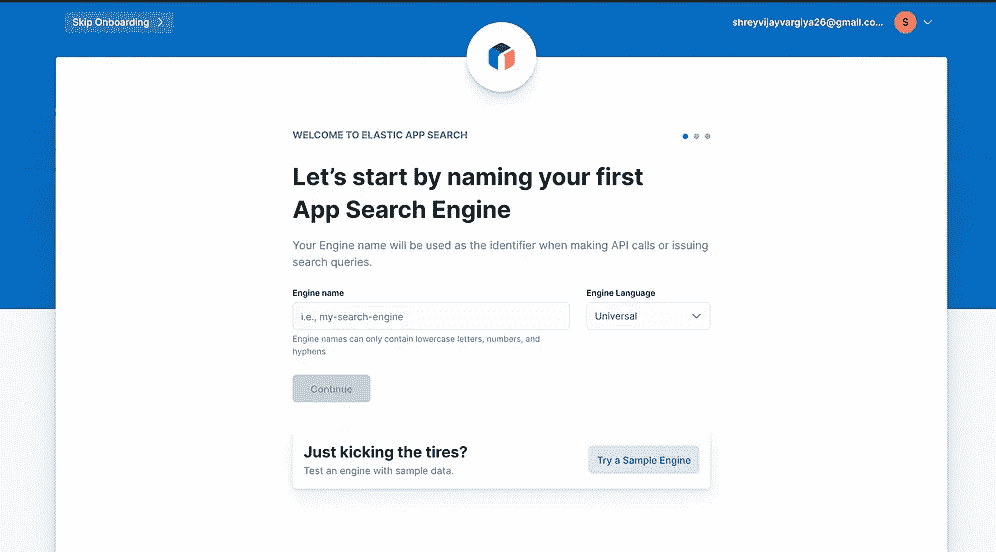 Skip Onboarding
shreyvijayvargiya26@gmail.co...
S
WELCOME TO ELASTIC APP SEARCH
Let’s start by naming your first
App Search Engine
Your Engine name will be used as the identifier when making API calls or issuing
search queries.
Engine name
Engine Language
i.e., my-search-engine
Universal
Engine names can only contain lowercase letters, numbers, and
hyphens
Continue
Just kicking the tires?
Test an engine with sample data.
Try a Sample Engine